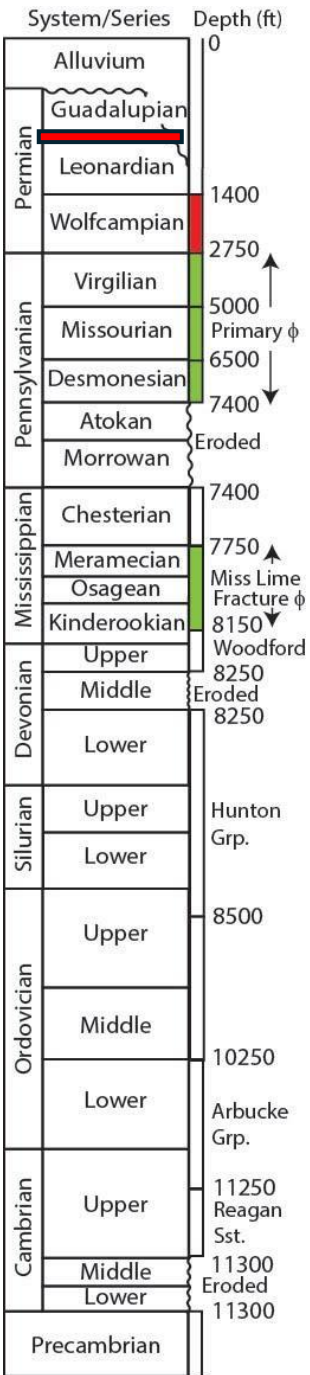 System/Series Depth (ft)
0
Alluvium
Permian
Guadalupian
Leonardian
1400
Wolfcampian
2750
Pennsylvanian
Virgilian
5000
Missourian
Primary ϕ
6500
Desmonesian
7400
Atokan
Eroded
Morrowan
7400
Mississippian
Chesterian
7750
Meramecian
Miss Lime
Osagean
Fracture ϕ
Kinderookian
8150
Devonian
Upper
Woodford
8250
Middle
Eroded
8250
Lower
Silurian
Upper
Hunton
Grp.
Lower
8500
Ordovician
Upper
Middle
10250
Lower
Arbucke
Grp.
Cambrian
Upper
11250
Reagan
Sst.
11300
Middle
Eroded
Lower
11300
Precambrian